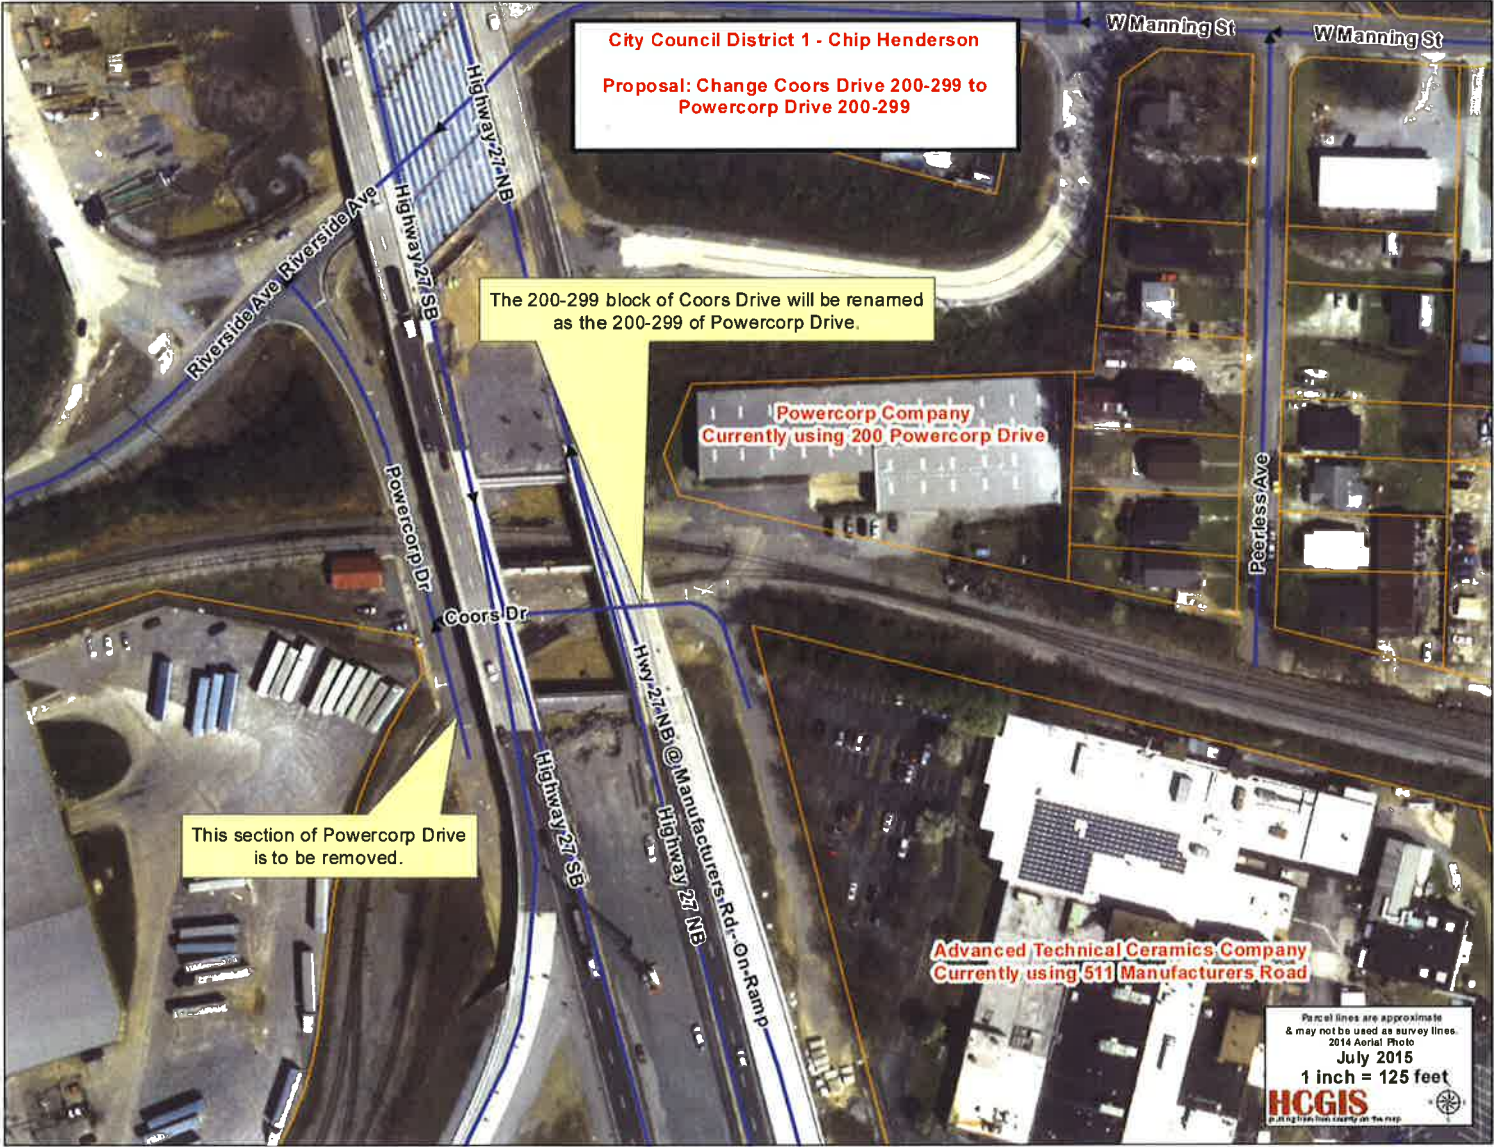 City Council District 1 - Chip Henderson
Proposal: Change Coors Drive 200-299 to
Powercorp Drive 200-299
W Manning St
W Manning St
Highway 27 NB
Highway 27 SB
Riverside Ave
Riverside Ave
The 200-299 block of Coors Drive will be renamed
as the 200-299 of Powercorp Drive.
Powercorp Company
Currently using 200 Powercorp Drive
Peerless Ave
Powercorp Dr
Coors Dr
Hwy 27 NB @ Manufacturers Rd - On-Ramp
Highway 27 SB
Highway 27 NB
This section of Powercorp Drive
is to be removed.
Advanced Technical Ceramics Company
Currently using 511 Manufacturers Road
Parcel lines are approximate
& may not be used as survey lines.
2014 Aerial Photo
July 2015
1 inch = 125 feet
HCGIS